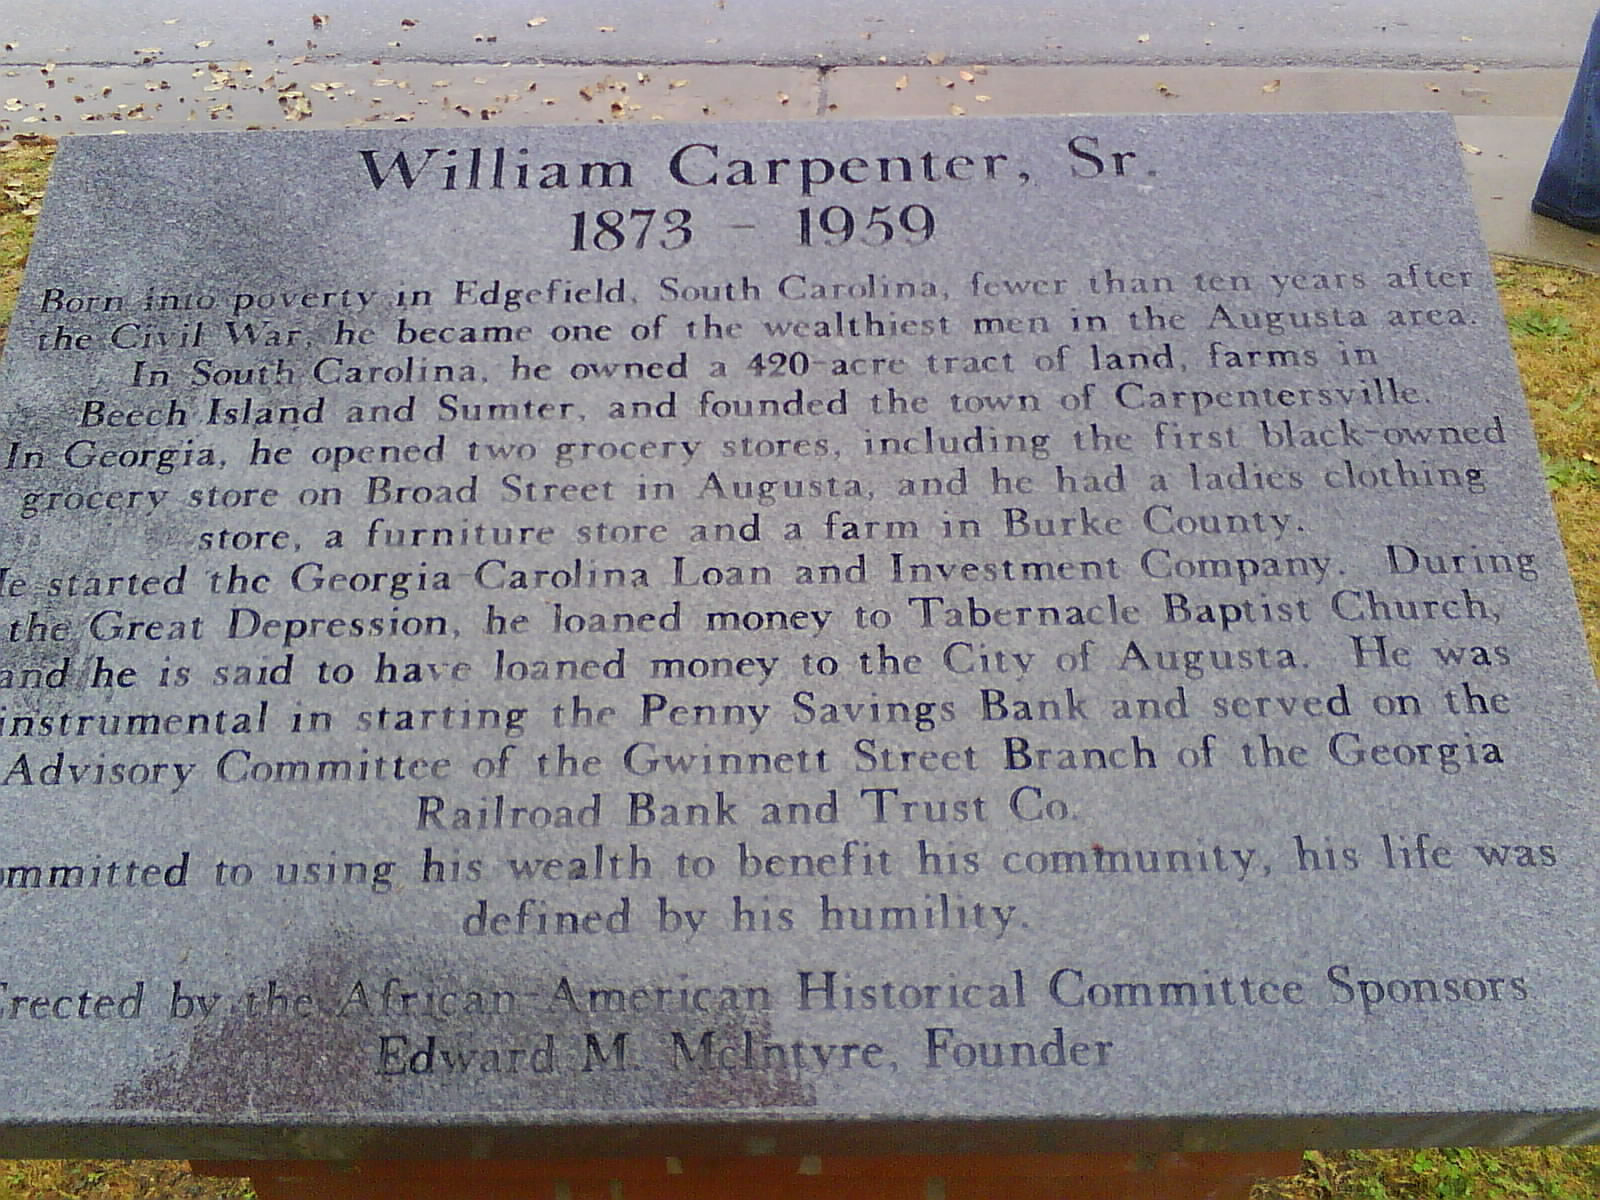 William Carpenter, Sr.
1873 - 1959
Born into poverty in Edgefield, South Carolina, fewer than ten years after
the Civil War, he became one of the wealthiest men in the Augusta area.
In South Carolina, he owned a 420-acre tract of land, farms in
Beech Island and Sumter, and founded the town of Carpentersville.
In Georgia, he opened two grocery stores, including the first black-owned
grocery store on Broad Street in Augusta, and he had a ladies clothing
store, a furniture store and a farm in Burke County.
He started the Georgia-Carolina Loan and Investment Company. During
the Great Depression, he loaned money to Tabernacle Baptist Church,
and he is said to have loaned money to the City of Augusta. He was
instrumental in starting the Penny Savings Bank and served on the
Advisory Committee of the Gwinnett Street Branch of the Georgia
Railroad Bank and Trust Co.
ommitted to using his wealth to benefit his community, his life was
defined by his humility.
Erected by the African-American Historical Committee Sponsors
Edward M. McIntyre, Founder